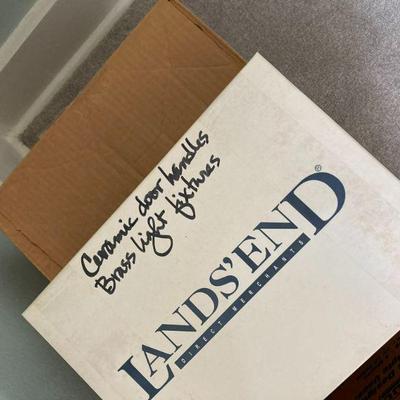 Ceramic door handles
Brass light fixtures
LANDS' END®
DIRECT MERCHANTS